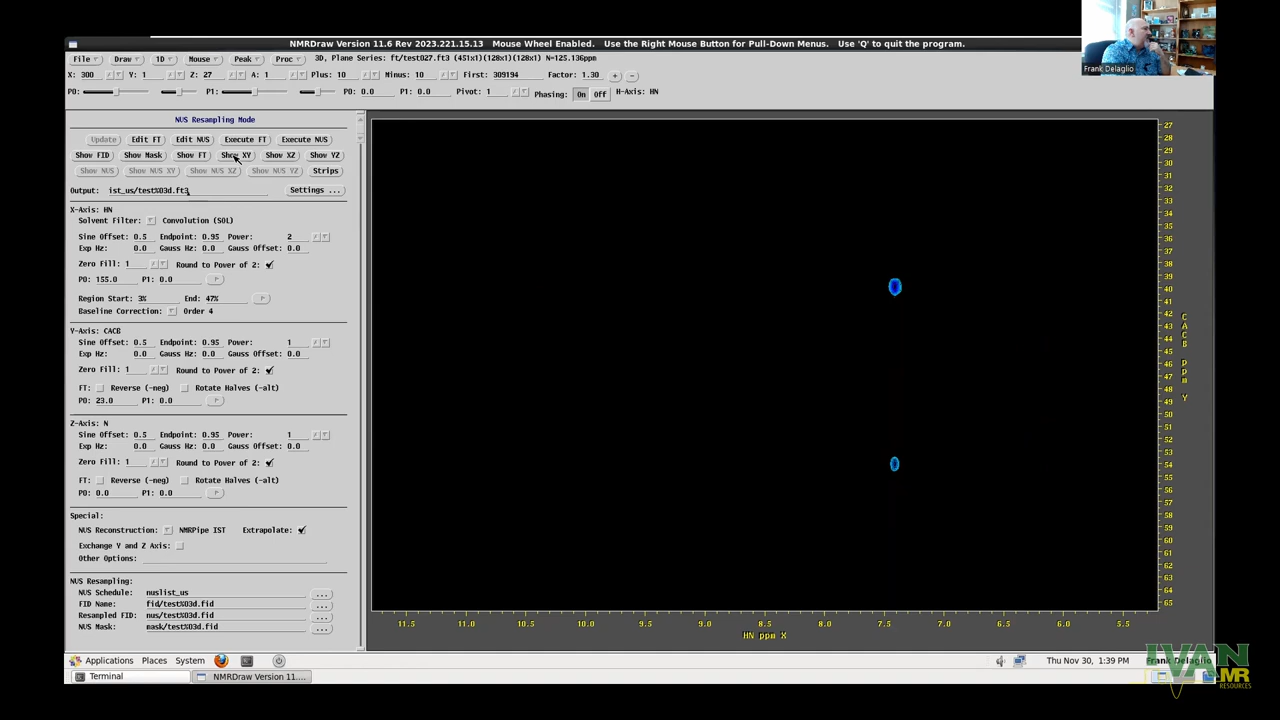 NMRDraw Version 11.6 Rev 2023.221.15.13 Mouse Wheel Enabled. Use the Right Mouse Button for Pull-Down Menus. Use 'Q' to quit the program.
Frank Delaglio
File Draw 1D Mouse Peak Proc 3D, Plane Series: ft/test027.ft3 (451x1)(128x1)(128x1) N=125.136ppm
X: 300 Y: 1 Z: 27 A: 1 Plus: 10 Minus: 10 First: 309194 Factor: 1.30 + -
P0: P1: P0: 0.0 P1: 0.0 Pivot: 1 Phasing: On Off H-Axis: HN
NUS Resampling Mode
Update Edit FT Edit NUS Execute FT Execute NUS
Show FID Show Mask Show FT Show XY Show XZ Show YZ
Show NUS Show NUS XY Show NUS XZ Show NUS YZ Strips
Output: ist_us/test%03d.ft3 Settings ...
X-Axis: HN
Solvent Filter: Convolution (SOL)
Sine Offset: 0.5 Endpoint: 0.95 Power: 2
Exp Hz: 0.0 Gauss Hz: 0.0 Gauss Offset: 0.0
Zero Fill: 1 Round to Power of 2: ✓
P0: 155.0 P1: 0.0
Region Start: 3% End: 47%
Baseline Correction: Order 4
Y-Axis: CACB
Sine Offset: 0.5 Endpoint: 0.95 Power: 1
Exp Hz: 0.0 Gauss Hz: 0.0 Gauss Offset: 0.0
Zero Fill: 1 Round to Power of 2: ✓
FT: Reverse (-neg) Rotate Halves (-alt)
P0: 23.0 P1: 0.0
Z-Axis: N
Sine Offset: 0.5 Endpoint: 0.95 Power: 1
Exp Hz: 0.0 Gauss Hz: 0.0 Gauss Offset: 0.0
Zero Fill: 1 Round to Power of 2: ✓
FT: Reverse (-neg) Rotate Halves (-alt)
P0: 0.0 P1: 0.0
Special:
NUS Reconstruction: NMRPipe IST Extrapolate: ✓
Exchange Y and Z Axis:
Other Options:
NUS Resampling:
NUS Schedule: nuslist_us ...
FID Name: fid/test%03d.fid ...
Resampled FID: nus/test%03d.fid ...
NUS Mask: mask/test%03d.fid ...
27
28
29
30
31
32
33
34
35
36
37
38
39
40
41
42
43
44
45
46
47
48
49
50
51
52
53
54
55
56
57
58
59
60
61
62
63
64
65
CACB ppm Y
11.5 11.0 10.5 10.0 9.5 9.0 8.5 8.0 7.5 7.0 6.5 6.0 5.5
HN ppm X
Applications Places System Thu Nov 30, 1:39 PM Frank Delaglio
Terminal NMRDraw Version 11....
IVAN
NMR
RESOURCES